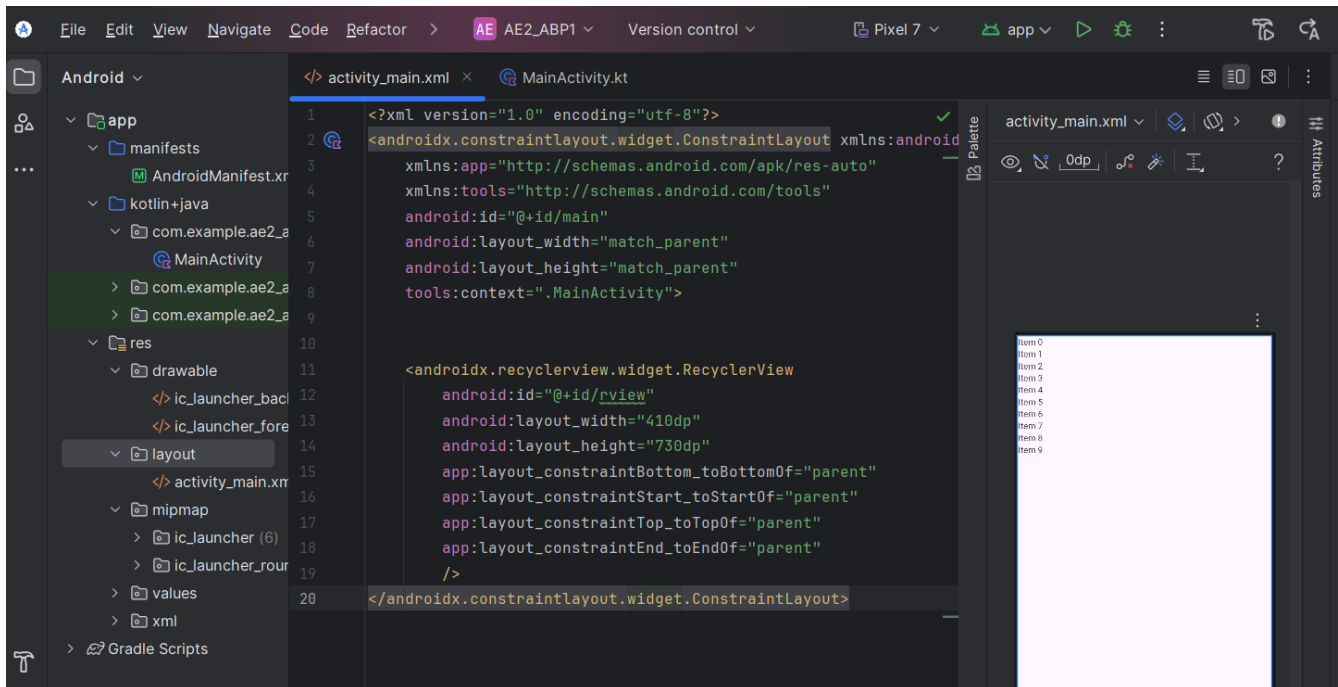 File Edit View Navigate Code Refactor > AE AE2_ABP1 Version control Pixel 7 app
Android
activity_main.xml × MainActivity.kt
app
manifests
AndroidManifest.xm
kotlin+java
com.example.ae2_a
MainActivity
com.example.ae2_a
com.example.ae2_a
res
drawable
ic_launcher_bac
ic_launcher_fore
layout
activity_main.xm
mipmap
ic_launcher (6)
ic_launcher_rour
values
xml
Gradle Scripts
1 <?xml version="1.0" encoding="utf-8"?>
2 <androidx.constraintlayout.widget.ConstraintLayout xmlns:android
3 xmlns:app="http://schemas.android.com/apk/res-auto"
4 xmlns:tools="http://schemas.android.com/tools"
5 android:id="@+id/main"
6 android:layout_width="match_parent"
7 android:layout_height="match_parent"
8 tools:context=".MainActivity">
9
10
11 <androidx.recyclerview.widget.RecyclerView
12 android:id="@+id/rview"
13 android:layout_width="410dp"
14 android:layout_height="730dp"
15 app:layout_constraintBottom_toBottomOf="parent"
16 app:layout_constraintStart_toStartOf="parent"
17 app:layout_constraintTop_toTopOf="parent"
18 app:layout_constraintEnd_toEndOf="parent"
19 />
20 </androidx.constraintlayout.widget.ConstraintLayout>
Palette
activity_main.xml
0dp ?
Item 0
Item 1
Item 2
Item 3
Item 4
Item 5
Item 6
Item 7
Item 8
Item 9
Attributes